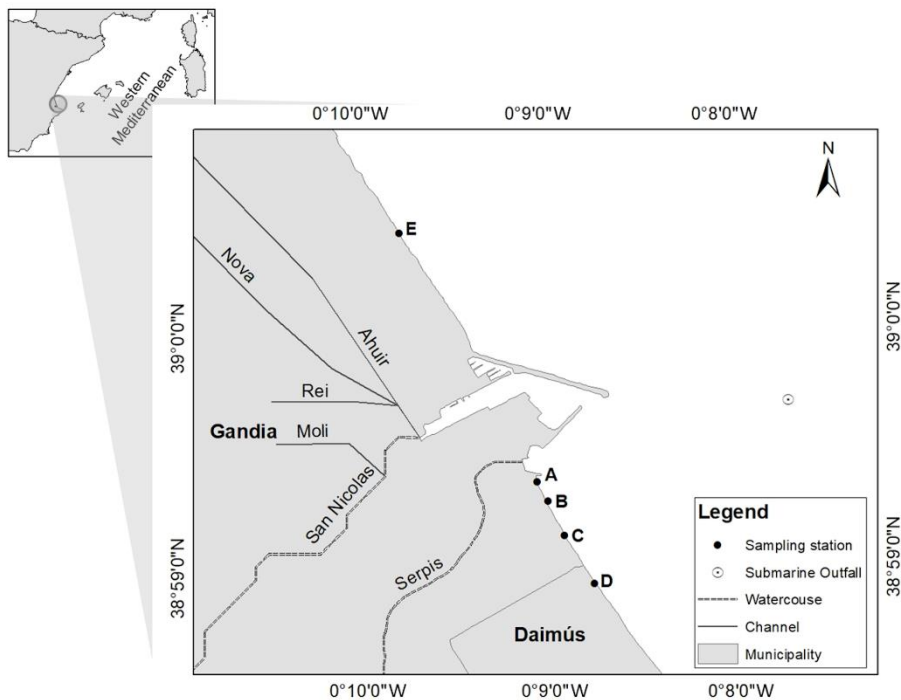 Western
Mediterranean
0°10'0"W
0°9'0"W
0°8'0"W
N
E
Nova
39°0'0"N
39°0'0"N
Ahuir
Rei
Gandia
Moli
San Nicolas
A
B
C
D
Serpis
38°59'0"N
38°59'0"N
Daimús
Legend
Sampling station
Submarine Outfall
Watercouse
Channel
Municipality
0°10'0"W
0°9'0"W
0°8'0"W